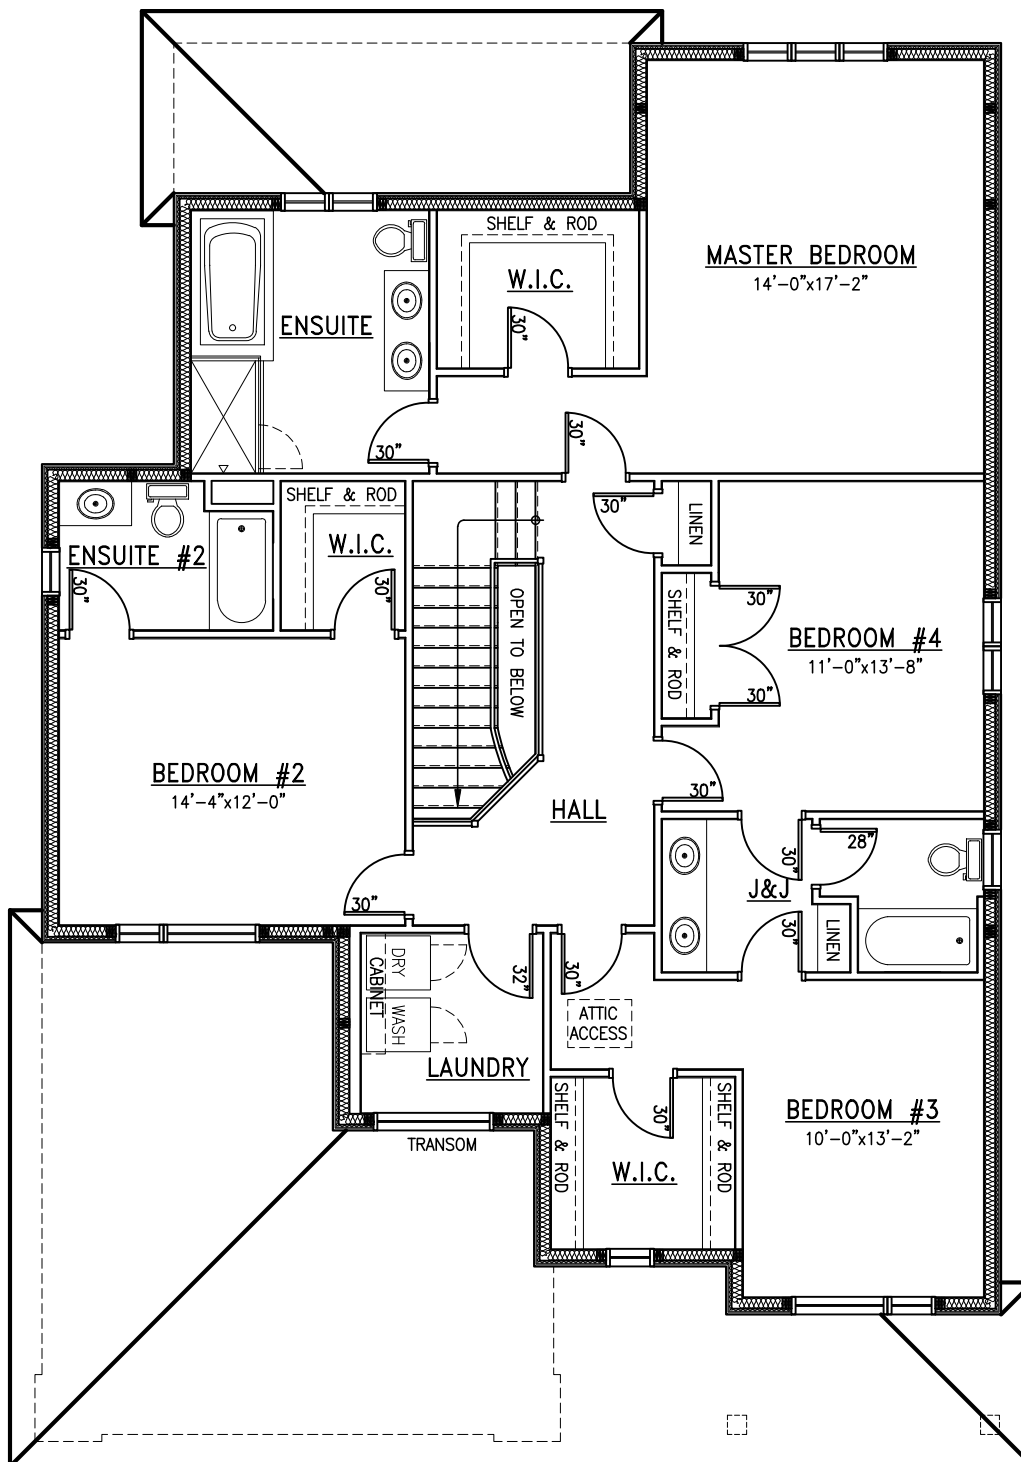 SHELF & ROD
MASTER BEDROOM
14'-0"x17'-2"
W.I.C.
ENSUITE
30"
30"
30"
SHELF & ROD
30"
LINEN
ENSUITE #2
W.I.C.
30"
30"
OPEN TO BELOW
SHELF & ROD
30"
BEDROOM #4
11'-0"x13'-8"
30"
BEDROOM #2
14'-4"x12'-0"
30"
HALL
28"
30"
J&J
30"
LINEN
30"
DRY
CABINET
WASH
32"
30"
ATTIC
ACCESS
LAUNDRY
SHELF & ROD
30"
SHELF & ROD
BEDROOM #3
10'-0"x13'-2"
TRANSOM
W.I.C.